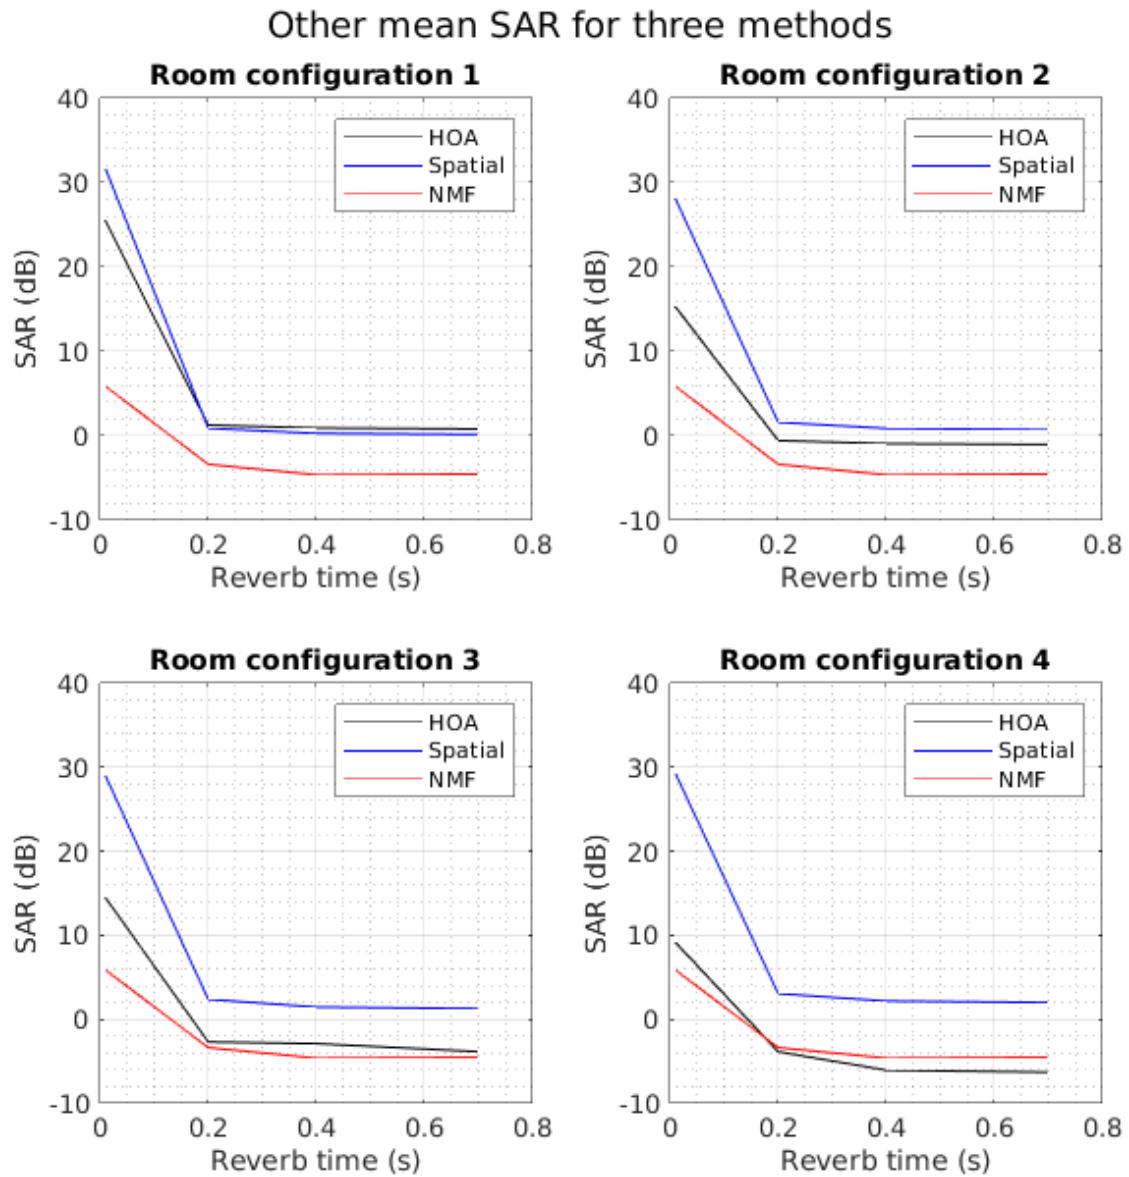 Other mean SAR for three methods
Room configuration 1
40
30
20
10
0
-10
SAR (dB)
HOA
Spatial
NMF
0 0.2 0.4 0.6 0.8
Reverb time (s)
Room configuration 2
40
30
20
10
0
-10
SAR (dB)
HOA
Spatial
NMF
0 0.2 0.4 0.6 0.8
Reverb time (s)
Room configuration 3
40
30
20
10
0
-10
SAR (dB)
HOA
Spatial
NMF
0 0.2 0.4 0.6 0.8
Reverb time (s)
Room configuration 4
40
30
20
10
0
-10
SAR (dB)
HOA
Spatial
NMF
0 0.2 0.4 0.6 0.8
Reverb time (s)